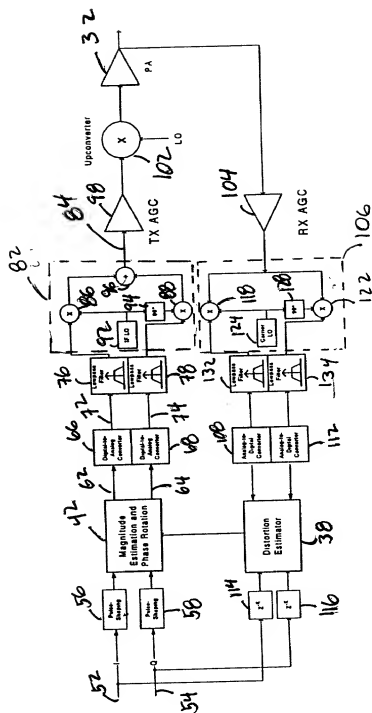 32
PA
Upconverter
X
102
LO
98
84
TX AGC
104
RX AGC
82
86
X
96
+
94
90°
88
X
92
IF LO
106
118
X
128
90°
122
X
124
Carrier
LO
76
Lowpass
Filter
Lowpass
Filter
78
72
74
132
Lowpass
Filter
Lowpass
Filter
134
66
Digital-to-
Analog
Converter
Digital-to-
Analog
Converter
68
62
64
108
Analog-to-
Digital
Converter
Analog-to-
Digital
Converter
112
42
Magnitude
Estimation and
Phase Rotation
Distortion
Estimator
38
56
Pulse-
Shaping
Pulse-
Shaping
58
114
116
52
I
54
Q